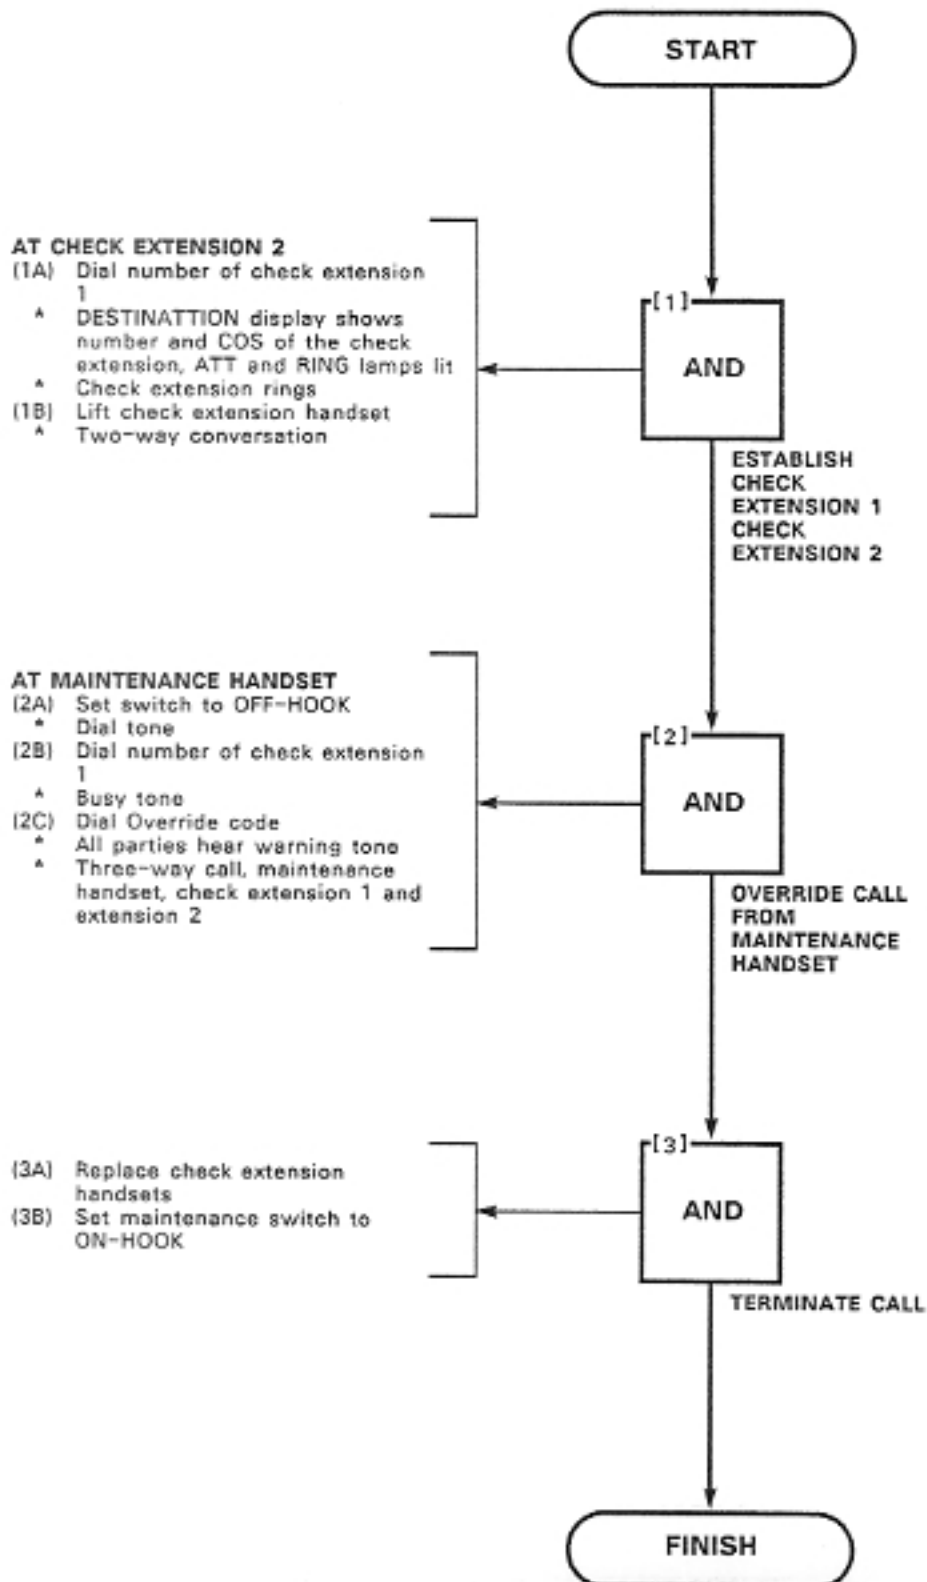 START
AT CHECK EXTENSION 2
(1A) Dial number of check extension
1
* DESTINATTION display shows
number and COS of the check
extension, ATT and RING lamps lit
* Check extension rings
(1B) Lift check extension handset
* Two-way conversation
[1]
AND
ESTABLISH
CHECK
EXTENSION 1
CHECK
EXTENSION 2
AT MAINTENANCE HANDSET
(2A) Set switch to OFF-HOOK
* Dial tone
(2B) Dial number of check extension
1
* Busy tone
(2C) Dial Override code
* All parties hear warning tone
* Three-way call, maintenance
handset, check extension 1 and
extension 2
[2]
AND
OVERRIDE CALL
FROM
MAINTENANCE
HANDSET
(3A) Replace check extension
handsets
(3B) Set maintenance switch to
ON-HOOK
[3]
AND
TERMINATE CALL
FINISH